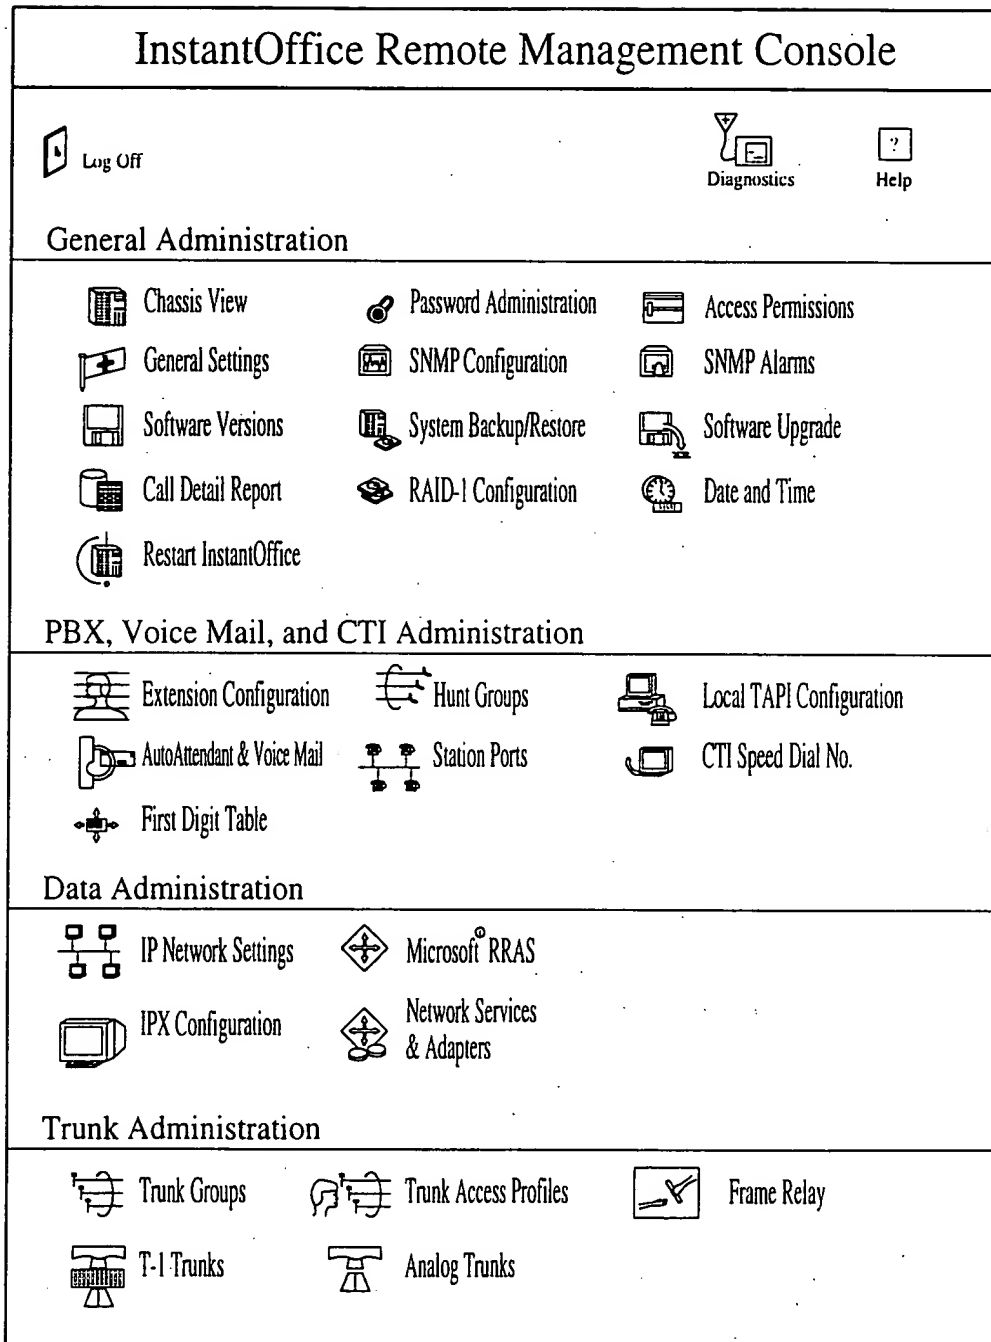 InstantOffice Remote Management Console
Log Off
Diagnostics
?
Help
General Administration
Chassis View
Password Administration
Access Permissions
General Settings
SNMP Configuration
SNMP Alarms
Software Versions
System Backup/Restore
Software Upgrade
Call Detail Report
RAID-1 Configuration
Date and Time
Restart InstantOffice
PBX, Voice Mail, and CTI Administration
Extension Configuration
Hunt Groups
Local TAPI Configuration
AutoAttendant & Voice Mail
Station Ports
CTI Speed Dial No.
First Digit Table
Data Administration
IP Network Settings
Microsoft® RRAS
IPX Configuration
Network Services
& Adapters
Trunk Administration
Trunk Groups
Trunk Access Profiles
Frame Relay
T-1 Trunks
Analog Trunks